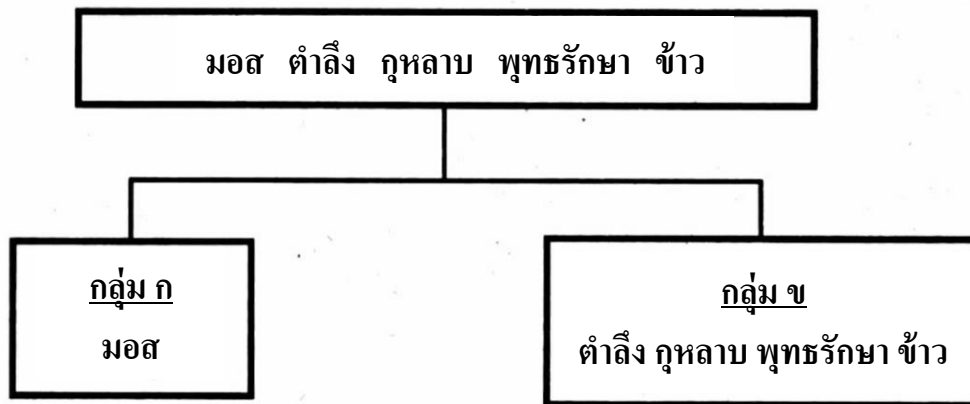 มอส ตำลึง กุหลาบ พุทธรักษา ข้าว
กลุ่ม ก
มอส
กลุ่ม ข
ตำลึง กุหลาบ พุทธรักษา ข้าว